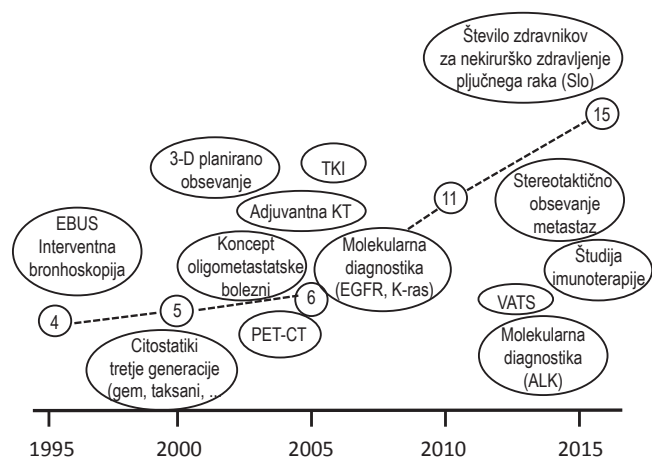 Število zdravnikov
za nekirurško zdravljenje
pljučnega raka (Slo)
15
3-D planirano
obsevanje
TKI
11
Stereotaktično
obsevanje
metastaz
Adjuvantna KT
EBUS
Interventna
bronhoskopija
Koncept
oligometastatske
bolezni
Molekularna
diagnostika
(EGFR, K-ras)
Študija
imunoterapije
4
5
6
PET-CT
VATS
Citostatiki
tretje generacije
(gem, taksani, ...
Molekularna
diagnostika
(ALK)
1995 2000 2005 2010 2015